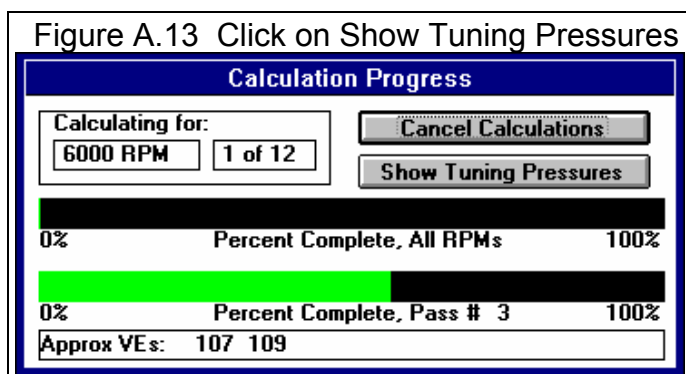 Figure A.13  Click on Show Tuning Pressures
Calculation Progress
Calculating for:
6000 RPM 1 of 12
Cancel Calculations
Show Tuning Pressures
0% Percent Complete, All RPMs 100%
0% Percent Complete, Pass # 3 100%
Approx VEs: 107 109